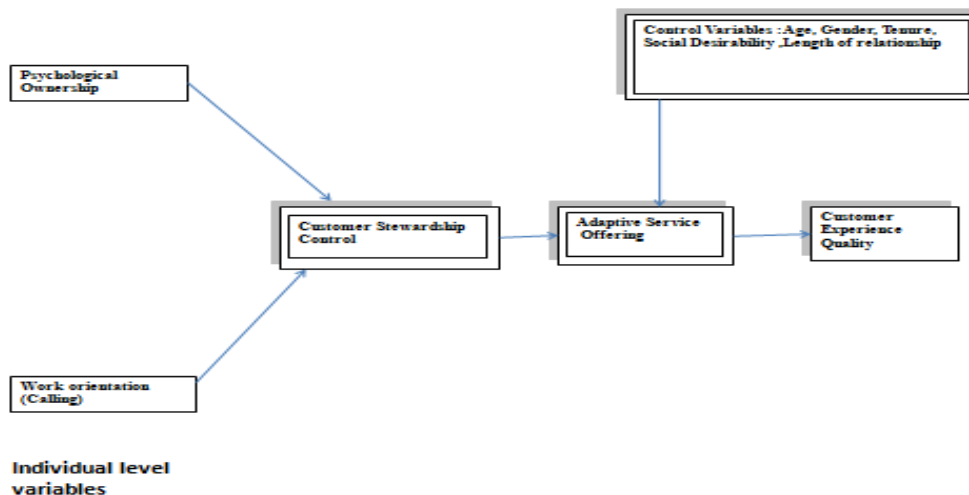 Control Variables :Age, Gender, Tenure,
Social Desirability ,Length of relationship
Psychological
Ownership
Customer Stewardship
Control
Adaptive Service
Offering
Customer
Experience
Quality
Work orientation
(Calling)
Individual level
variables